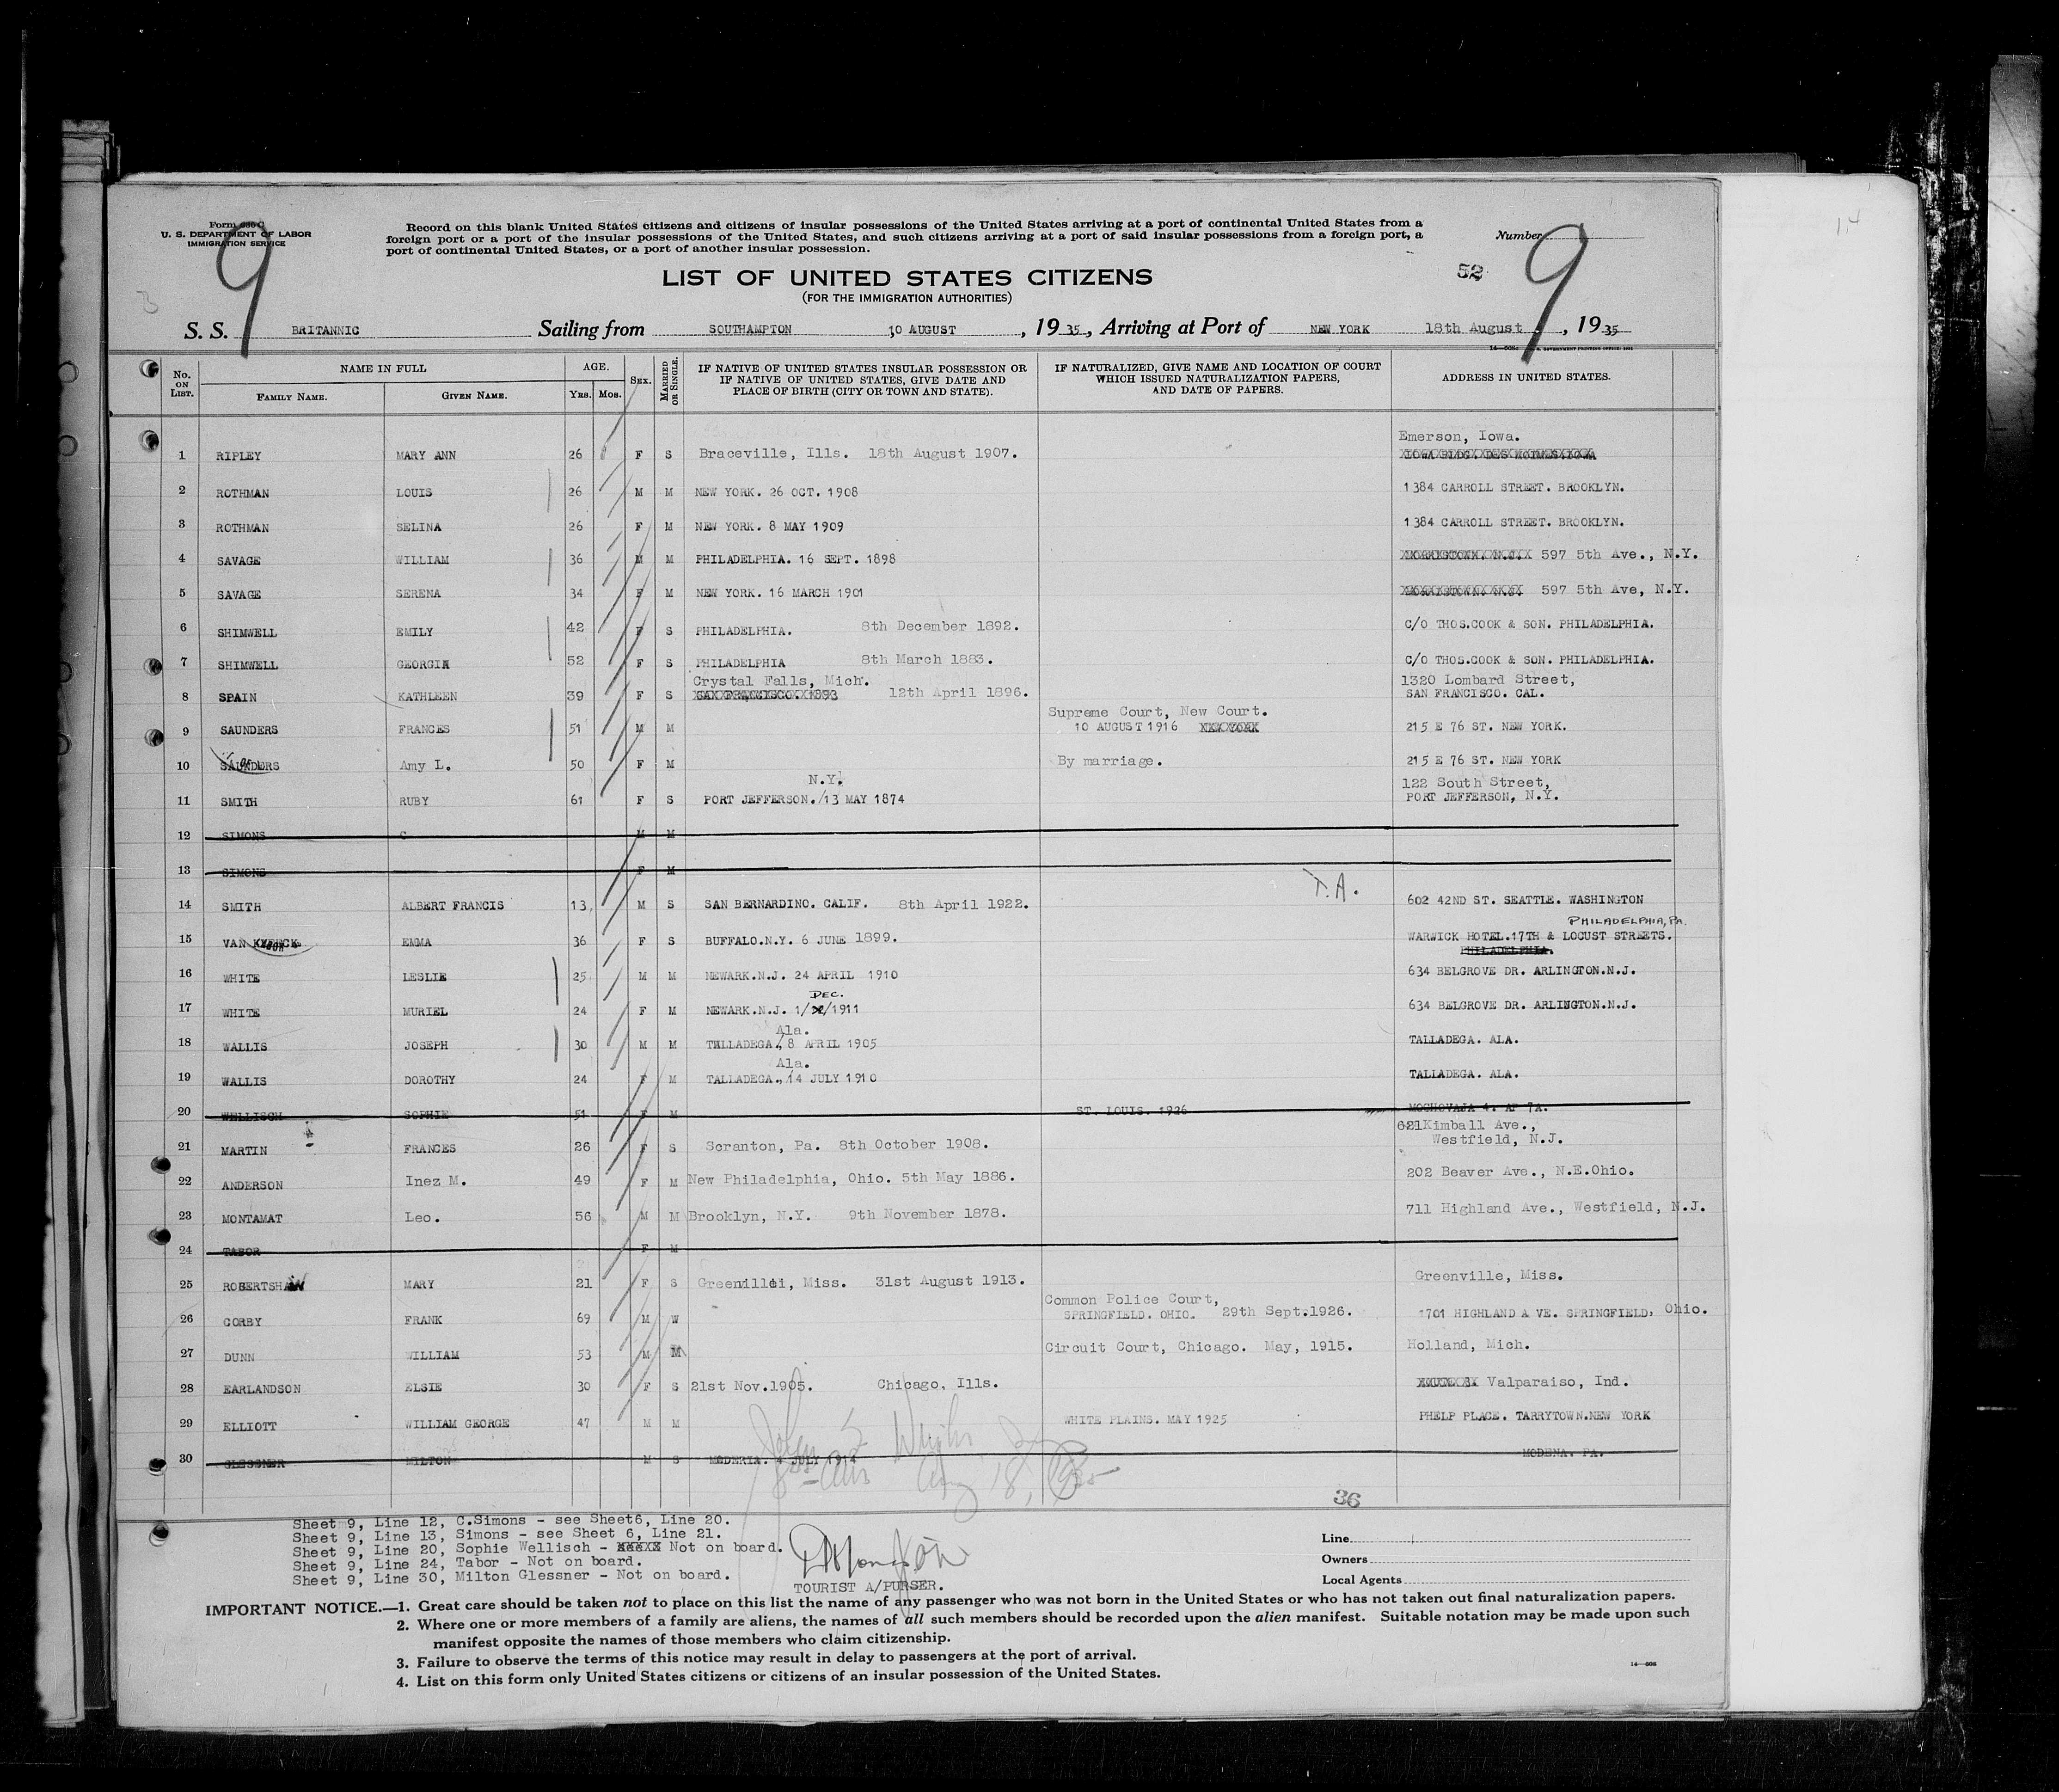 Form 630
U. S. DEPARTMENT OF LABOR
IMMIGRATION SERVICE
9
Record on this blank United States citizens and citizens of insular possessions of the United States arriving at a port of continental United States from a
foreign port or a port of the insular possessions of the United States, and such citizens arriving at a port of said insular possessions from a foreign port, a
port of continental United States, or a port of another insular possession.
Number
9
52
LIST OF UNITED STATES CITIZENS
(FOR THE IMMIGRATION AUTHORITIES)
3
14
S. S. BRITANNIC Sailing from SOUTHAMPTON 10 AUGUST, 1935, Arriving at Port of NEW YORK 18th August, 1935
No. ON LIST. NAME IN FULL FAMILY NAME. GIVEN NAME. AGE. YRS. MOS. SEX. MARRIED OR SINGLE. IF NATIVE OF UNITED STATES INSULAR POSSESSION OR IF NATIVE OF UNITED STATES, GIVE DATE AND PLACE OF BIRTH (CITY OR TOWN AND STATE). IF NATURALIZED, GIVE NAME AND LOCATION OF COURT WHICH ISSUED NATURALIZATION PAPERS, AND DATE OF PAPERS. ADDRESS IN UNITED STATES.
Emerson, Iowa.
1 RIPLEY MARY ANN 26 F S Braceville, Ills. 18th August 1907.
2 ROTHMAN LOUIS 26 M M NEW YORK. 26 OCT. 1908 1384 CARROLL STREET. BROOKLYN.
3 ROTHMAN SELINA 26 F M NEW YORK. 8 MAY 1909 1384 CARROLL STREET. BROOKLYN.
4 SAVAGE WILLIAM 36 M M PHILADELPHIA. 16 SEPT. 1898 597 5th Ave., N.Y.
5 SAVAGE SERENA 34 F M NEW YORK. 16 MARCH 1901 597 5th Ave, N.Y.
6 SHIMWELL EMILY 42 F S PHILADELPHIA. 8th December 1892. C/O THOS.COOK & SON. PHILADELPHIA.
7 SHIMWELL GEORGIA 52 F S PHILADELPHIA 8th March 1883. C/O THOS.COOK & SON. PHILADELPHIA.
Crystal Falls, Mich. 1320 Lombard Street,
8 SPAIN KATHLEEN 39 F S SAN FRANCISCO. 1893 12th April 1896. SAN FRANCISCO. CAL.
Supreme Court, New Court.
9 SAUNDERS FRANCES 51 M M 10 AUGUST 1916 NEW YORK 215 E 76 ST. NEW YORK.
10 SAUNDERS Amy L. 50 F M By marriage. 215 E 76 ST. NEW YORK
N.Y. 122 South Street,
11 SMITH RUBY 61 F S PORT JEFFERSON./13 MAY 1874 PORT JEFFERSON, N.Y.
12 SIMONS C M M
13 SIMONS F M
T.A.
14 SMITH ALBERT FRANCIS 13 M S SAN BERNARDINO. CALIF. 8th April 1922. 602 42ND ST. SEATTLE. WASHINGTON
PHILADELPHIA, PA.
15 VAN EMMA 36 F S BUFFALO.N.Y. 6 JUNE 1899. WARWICK HOTEL.17TH & LOCUST STREETS.
PHILADELPHIA.
16 WHITE LESLIE 25 M M NEWARK.N.J. 24 APRIL 1910 634 BELGROVE DR. ARLINGTON.N.J.
DEC.
17 WHITE MURIEL 24 F M NEWARK.N.J. 1/ /1911 634 BELGROVE DR. ARLINGTON.N.J.
Ala.
18 WALLIS JOSEPH 30 M M TALLADEGA., 8 APRIL 1905 TALLADEGA. ALA.
Ala.
19 WALLIS DOROTHY 24 F M TALLADEGA., 14 JULY 1910 TALLADEGA. ALA.
20 WELLISCH SOPHIE 51 F M ST. LOUIS. 1926 MOCHOVAJA 4. AP 7A.
621Kimball Ave.,
21 MARTIN FRANCES 26 F S Scranton, Pa. 8th October 1908. Westfield, N.J.
22 ANDERSON Inez M. 49 F M New Philadelphia, Ohio. 5th May 1886. 202 Beaver Ave., N.E.Ohio.
23 MONTAMAT Leo. 56 M M Brooklyn, N.Y. 9th November 1878. 711 Highland Ave., Westfield, N.J.
24 TABOR F M
25 ROBERTSHAW MARY 21 F S Greenillei, Miss. 31st August 1913. Greenville, Miss.
Common Police Court,
26 CORBY FRANK 69 M W SPRINGFIELD. OHIO. 29th Sept.1926. 1701 HIGHLAND A VE. SPRINGFIELD, Ohio.
27 DUNN WILLIAM 53 M M Circuit Court, Chicago. May, 1915. Holland, Mich.
28 EARLANDSON ELSIE 30 F S 21st Nov.1905. Chicago, Ills. Valparaiso, Ind.
29 ELLIOTT WILLIAM GEORGE 47 M M WHITE PLAINS. MAY 1925 PHELP PLACE. TARRYTOWN.NEW YORK
30 GLESSNER MILTON M S MODERIA. 4 JULY 1914 MODENA. PA.
Aug 18, 1935
36
Sheet 9, Line 12, C.Simons - see Sheet6, Line 20.
Sheet 9, Line 13, Simons - see Sheet 6, Line 21.
Sheet 9, Line 20, Sophie Wellisch - Not on board.
Sheet 9, Line 24, Tabor - Not on board.
Sheet 9, Line 30, Milton Glessner - Not on board.
TOURIST A/PURSER.
Line
Owners
Local Agents
IMPORTANT NOTICE.—1. Great care should be taken not to place on this list the name of any passenger who was not born in the United States or who has not taken out final naturalization papers.
2. Where one or more members of a family are aliens, the names of all such members should be recorded upon the alien manifest. Suitable notation may be made upon such
manifest opposite the names of those members who claim citizenship.
3. Failure to observe the terms of this notice may result in delay to passengers at the port of arrival.
4. List on this form only United States citizens or citizens of an insular possession of the United States.
14—608